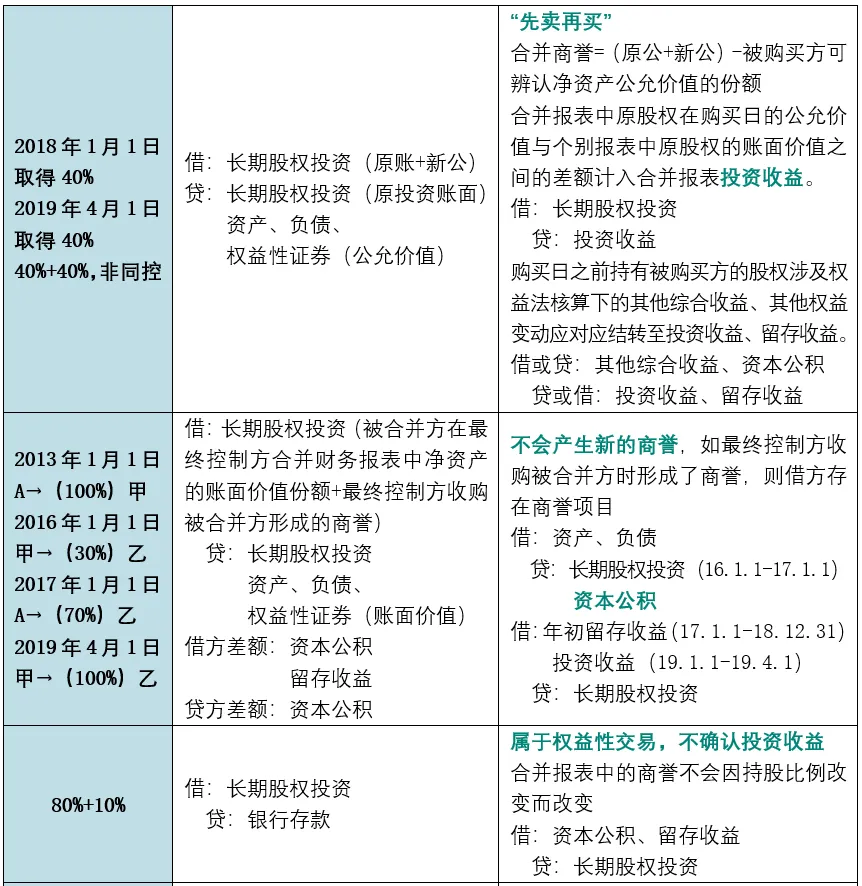 2018 年 1 月 1 日
取得 40%
2019 年 4 月 1 日
取得 40%
40%+40%，非同控
借：长期股权投资（原账+新公）
贷：长期股权投资（原投资账面）
资产、负债、
权益性证券（公允价值）
“先卖再买”
合并商誉=（原公+新公）-被购买方可
辨认净资产公允价值的份额
合并报表中原股权在购买日的公允价
值与个别报表中原股权的账面价值之
间的差额计入合并报表投资收益。
借：长期股权投资
贷：投资收益
购买日之前持有被购买方的股权涉及权
益法核算下的其他综合收益、其他权益
变动应对应结转至投资收益、留存收益。
借或贷：其他综合收益、资本公积
贷或借：投资收益、留存收益
2013 年 1 月 1 日
A→（100%）甲
2016 年 1 月 1 日
甲→（30%）乙
2017 年 1 月 1 日
A→（70%）乙
2019 年 4 月 1 日
甲→（100%）乙
借：长期股权投资（被合并方在最
终控制方合并财务报表中净资产
的账面价值份额+最终控制方收购
被合并方形成的商誉）
贷：长期股权投资
资产、负债、
权益性证券（账面价值）
借方差额：资本公积
留存收益
贷方差额：资本公积
不会产生新的商誉，如最终控制方收
购被合并方时形成了商誉，则借方存
在商誉项目
借：资产、负债
贷：长期股权投资（16.1.1-17.1.1）
资本公积
借：年初留存收益（17.1.1-18.12.31）
投资收益（19.1.1-19.4.1）
贷：长期股权投资
80%+10%
借：长期股权投资
贷：银行存款
属于权益性交易，不确认投资收益
合并报表中的商誉不会因持股比例改
变而改变
借：资本公积、留存收益
贷：长期股权投资